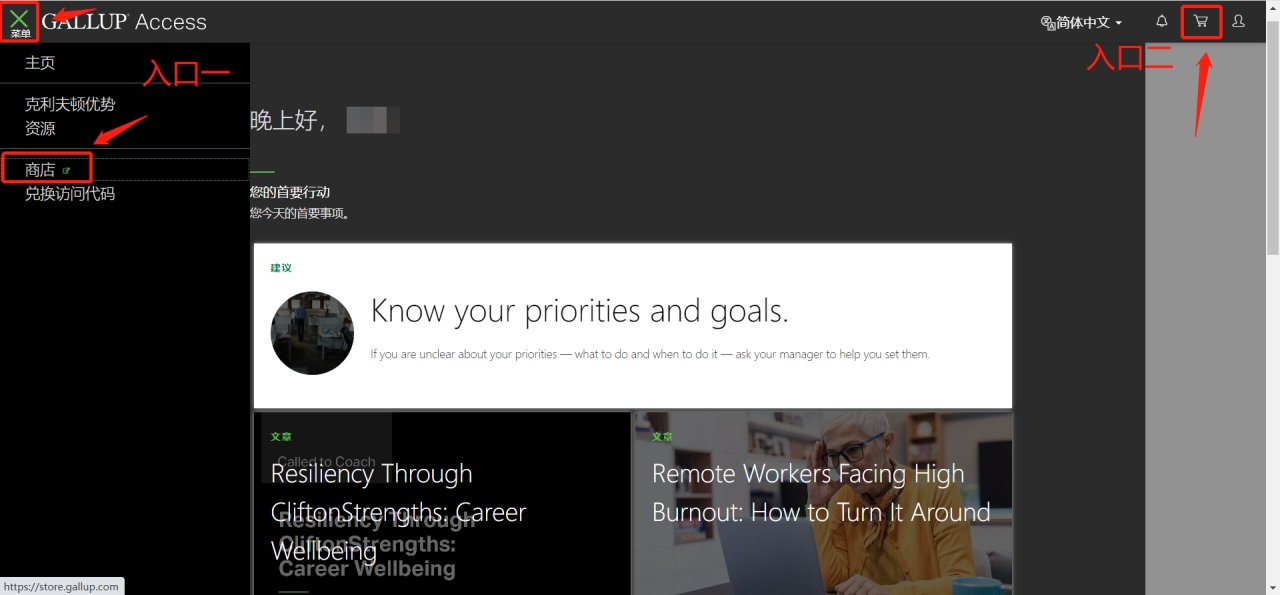 菜单
GALLUP® Access
简体中文
入口一
入口二
主页
克利夫顿优势
资源
商店
兑换访问代码
晚上好，
您的首要行动
您今天的首要事项。
建议
Know your priorities and goals.
If you are unclear about your priorities — what to do and when to do it — ask your manager to help you set them.
文章
Called to Coach
Resiliency Through
CliftonStrengths: Career
Wellbeing
Resiliency Through
CliftonStrengths:
Career Wellbeing
文章
Remote Workers Facing High
Burnout: How to Turn It Around
https://store.gallup.com